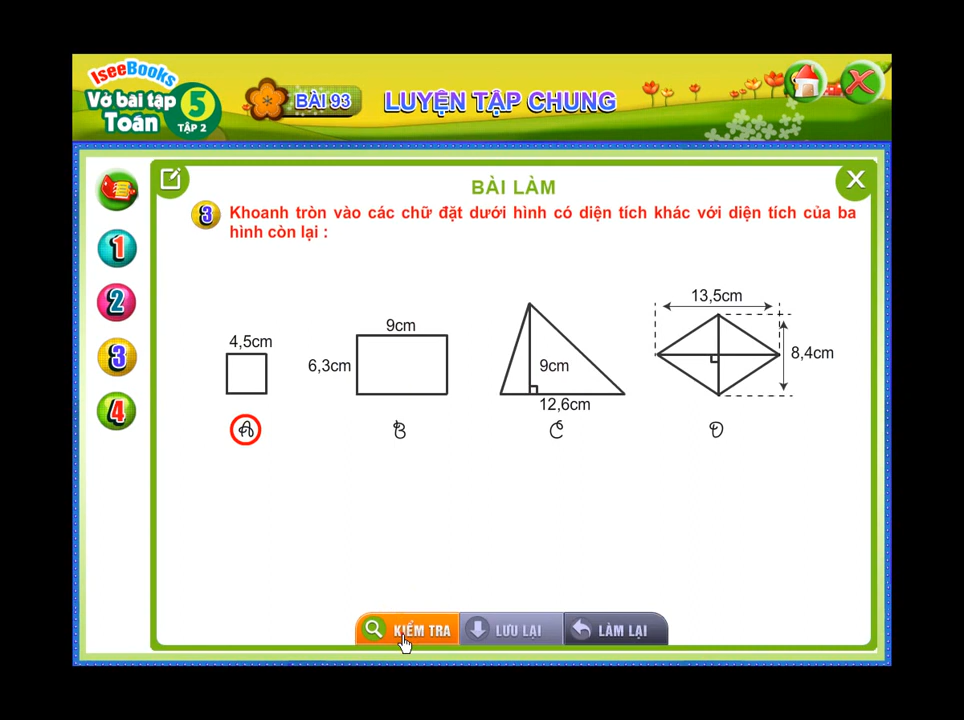 IseeBooks
Vở bài tập
Toán
5
TẬP 2
BÀI 93
LUYỆN TẬP CHUNG
BÀI LÀM
3 Khoanh tròn vào các chữ đặt dưới hình có diện tích khác với diện tích của ba
hình còn lại :
1
2
3
4
4,5cm
9cm
6,3cm
9cm
12,6cm
13,5cm
8,4cm
A B C D
KIỂM TRA LƯU LẠI LÀM LẠI